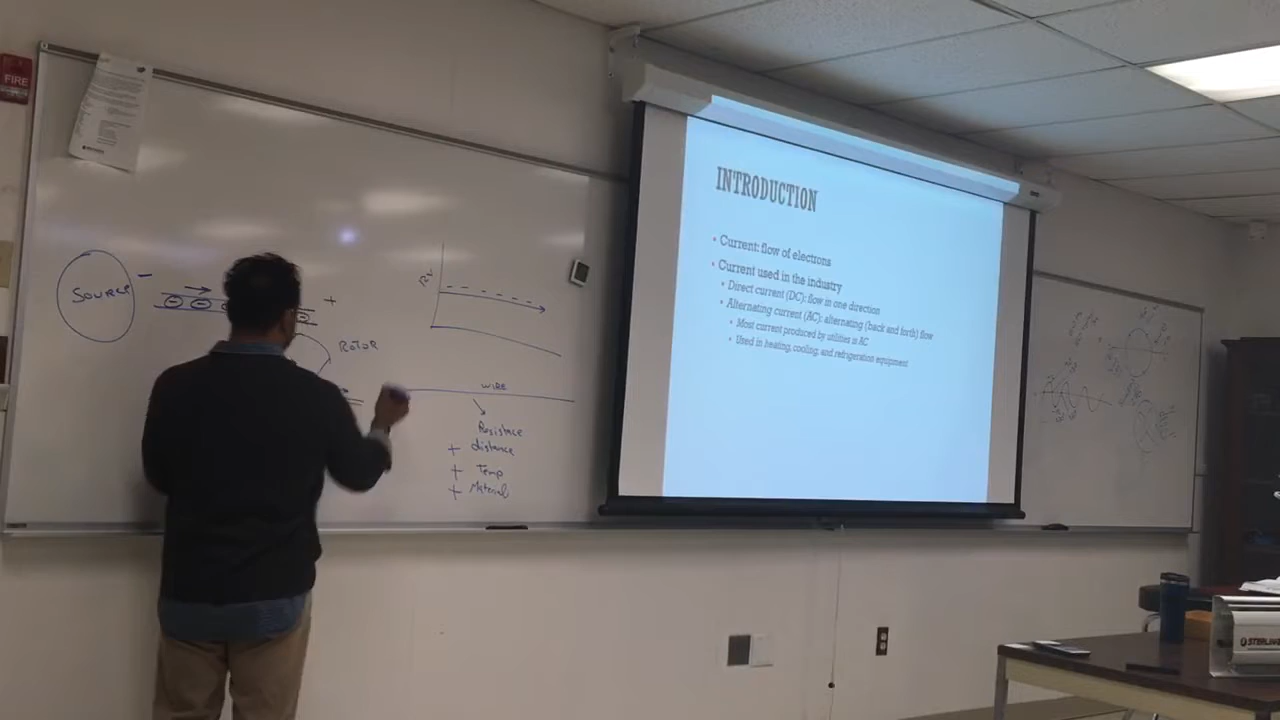 FIRE
SOURCE
-
+
ROTOR
WIRE
Resistace
+ distance
+ Temp
+ Material
INTRODUCTION
• Current: flow of electrons
• Current used in the industry
• Direct current (DC): flow in one direction
• Alternating current (AC): alternating (back and forth) flow
• Most current produced by utilities is AC
• Used in heating, cooling, and refrigeration equipment